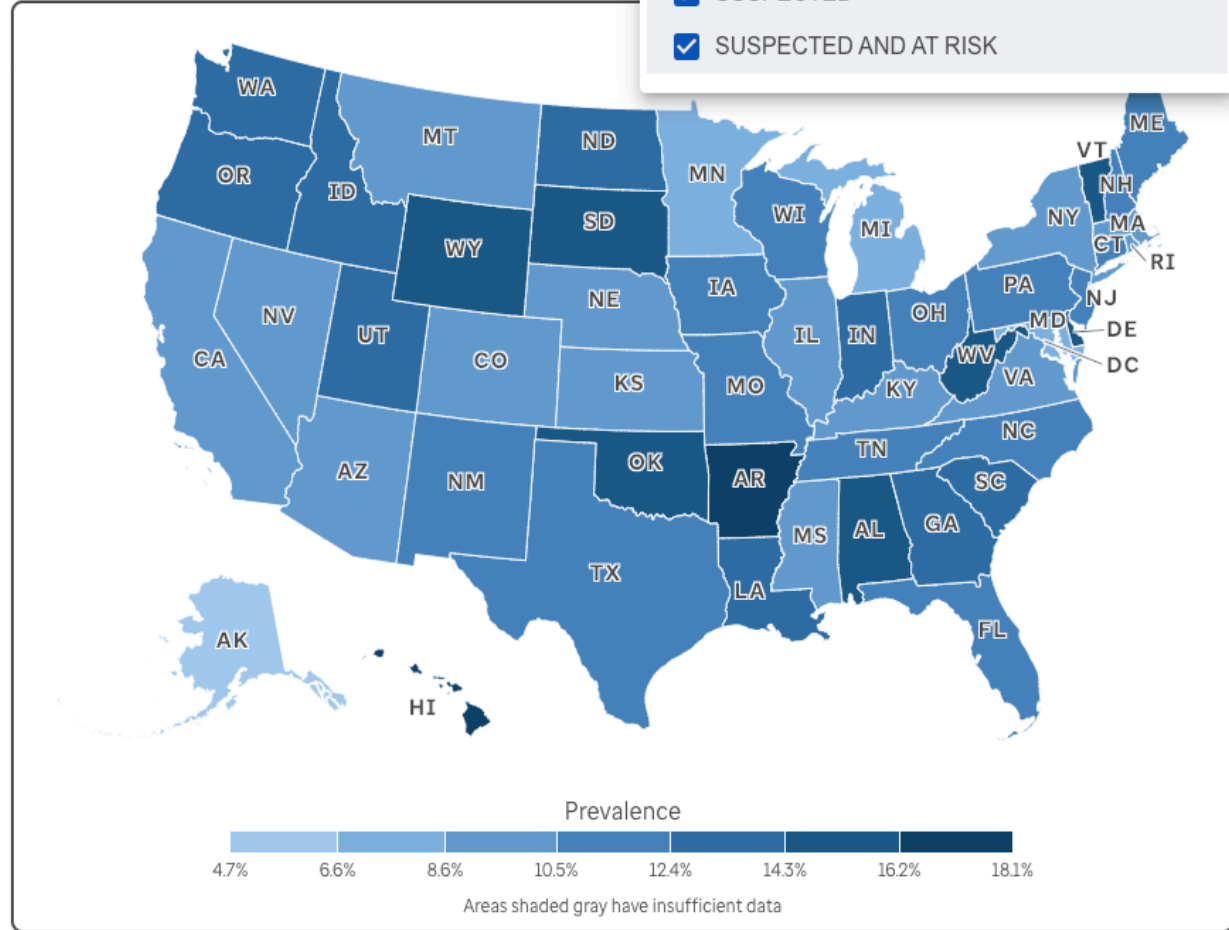 SUSPECTED
SUSPECTED AND AT RISK
WA
MT
ND
MN
ME
VT
OR
ID
SD
WI
MI
NH
NY
MA
CT
RI
WY
IA
NE
PA
NJ
NV
UT
CO
IL
IN
OH
MD
DE
CA
KS
MO
WV
VA
DC
KY
AZ
NM
OK
AR
TN
NC
SC
MS
AL
GA
TX
LA
FL
AK
HI
Prevalence
4.7% 6.6% 8.6% 10.5% 12.4% 14.3% 16.2% 18.1%
Areas shaded gray have insufficient data